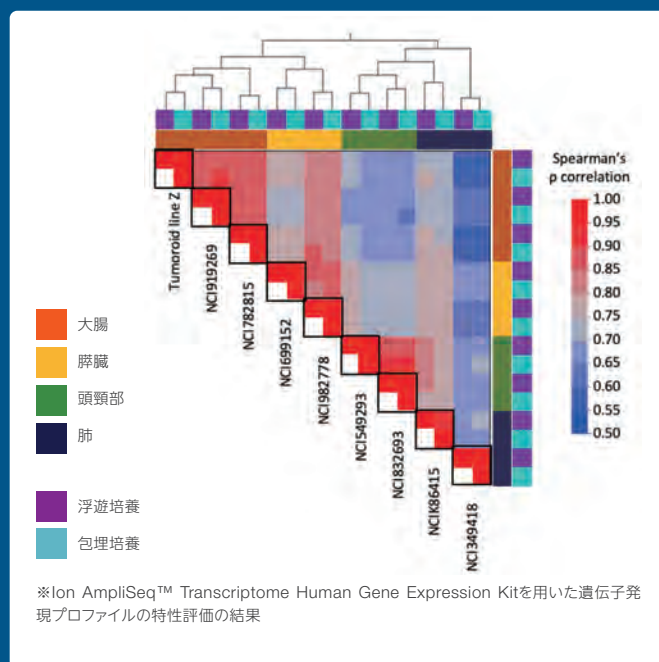 Spearman's
ρ correlation
1.00
0.95
0.90
0.85
0.80
0.75
0.70
0.65
0.60
0.55
0.50
Tumoroid line Z
NCI919269
NCI782815
NCI699152
NCI982778
NCI549293
NCI832693
NCIK86415
NCI349418
大腸
膵臓
頭頸部
肺
浮遊培養
包埋培養
※Ion AmpliSeq™ Transcriptome Human Gene Expression Kitを用いた遺伝子発
現プロファイルの特性評価の結果